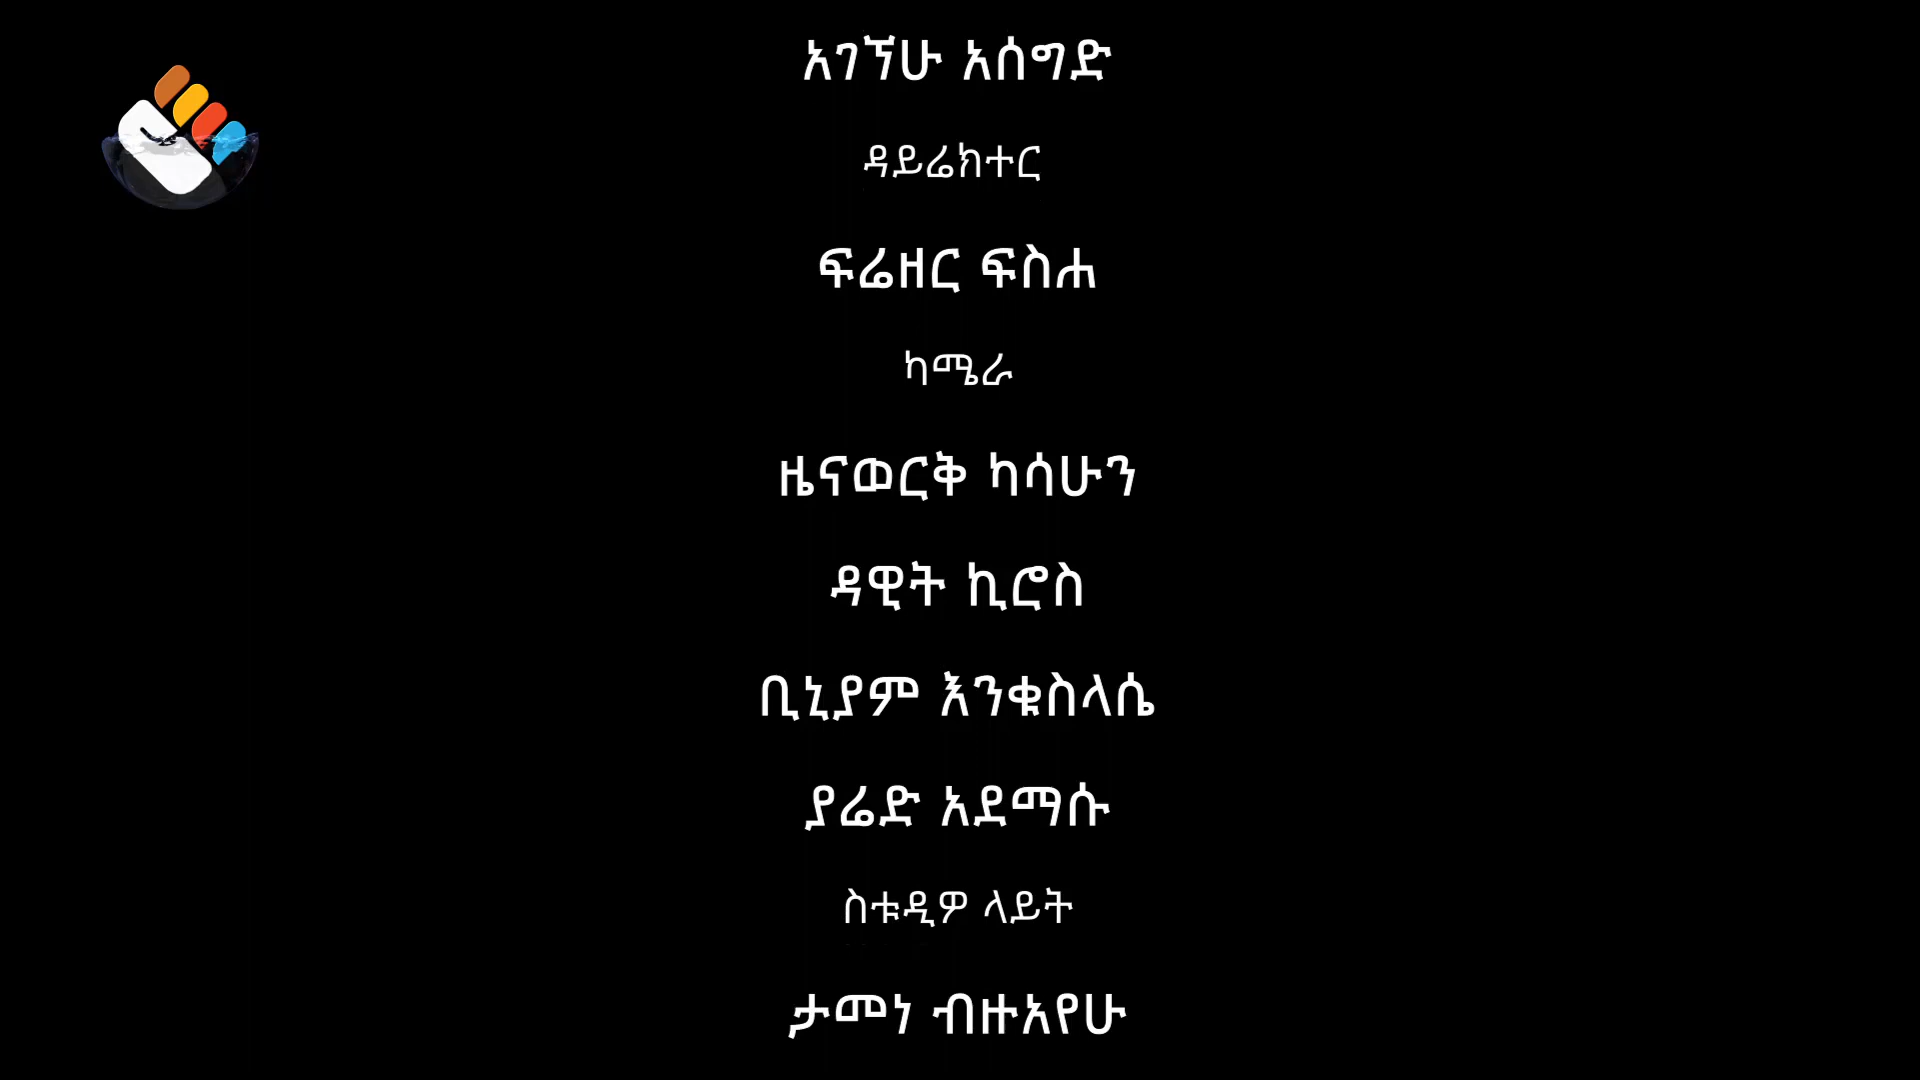 አገኘሁ አሰግድ
ዳይሬክተር
ፍሬዘር ፍስሐ
ካሜራ
ዜናወርቅ ካሳሁን
ዳዊት ኪሮስ
ቢኒያም እንቁስላሴ
ያሬድ አደማሱ
ስቱዲዎ ላይት
ታመነ ብዙአየሁ